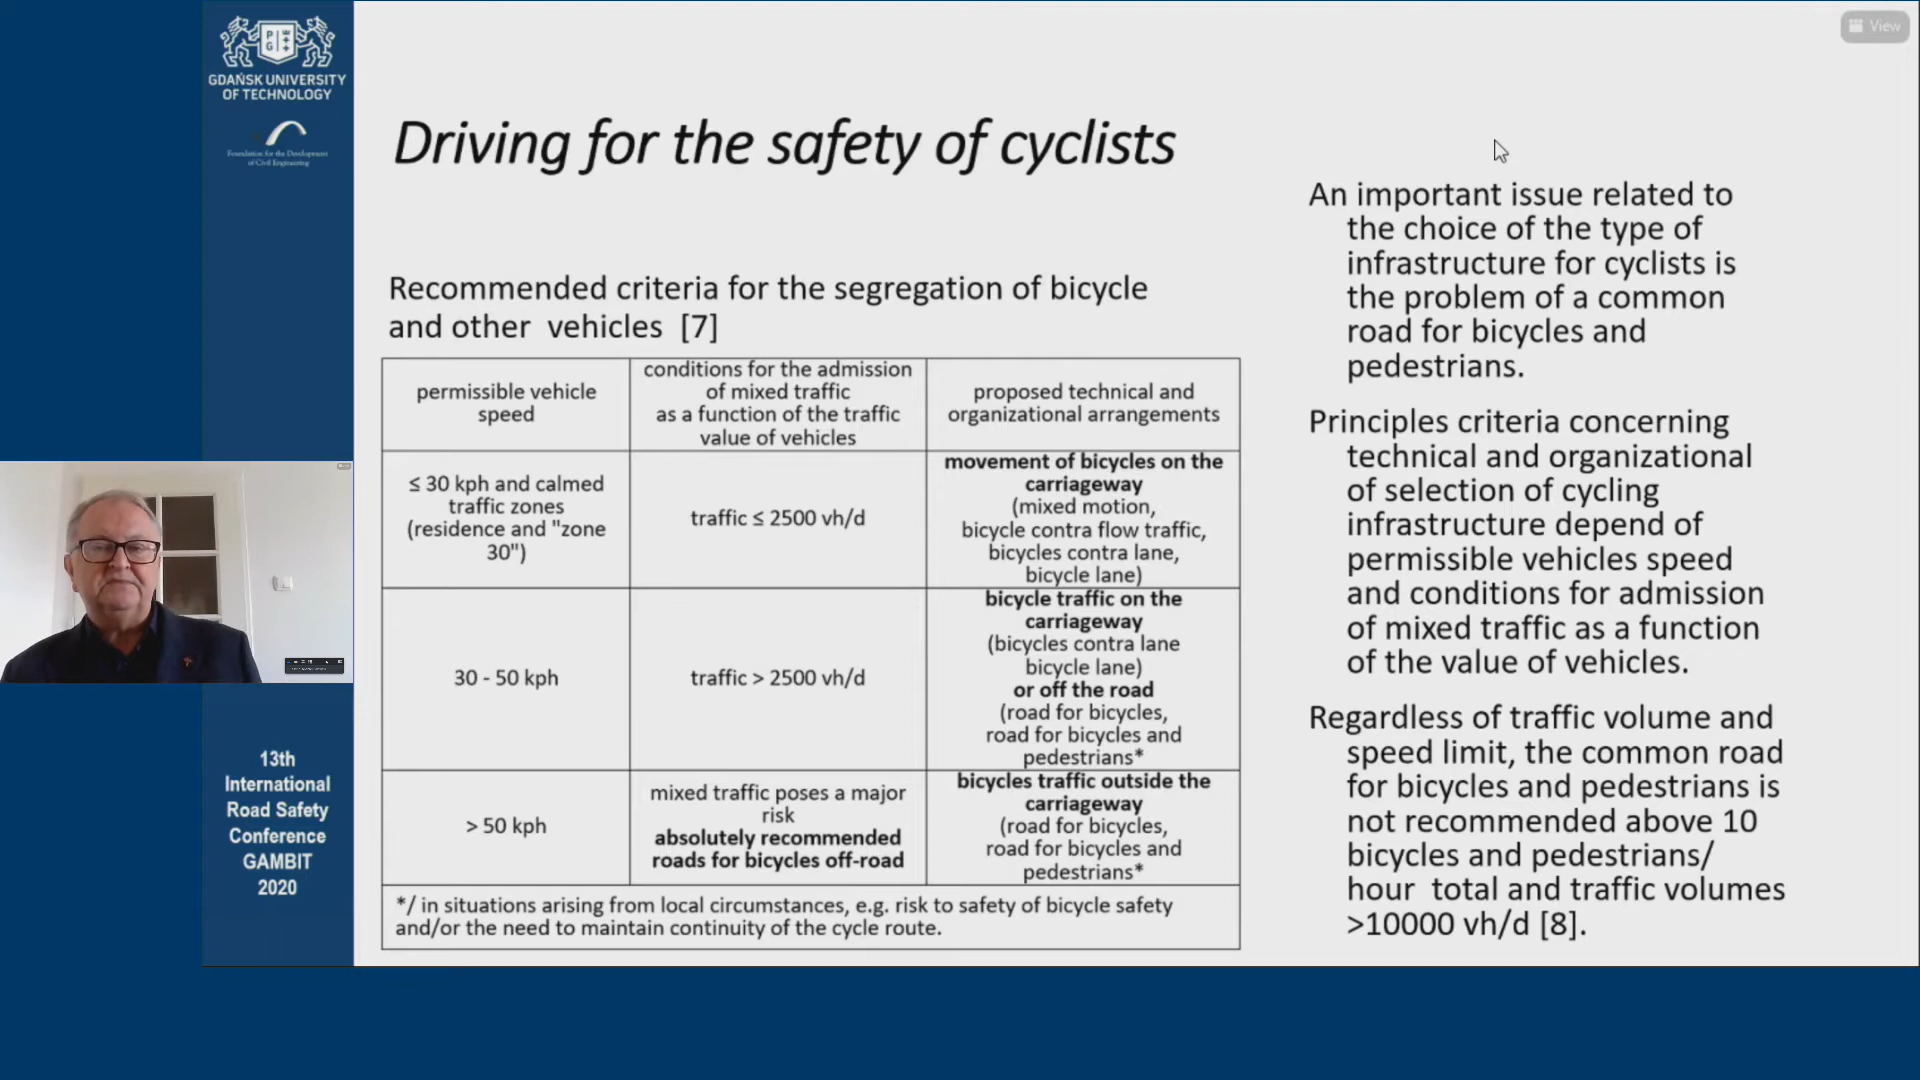 View
P
G
GDAŃSK UNIVERSITY
OF TECHNOLOGY
Foundation for the Development
of Civil Engineering
Driving for the safety of cyclists
Recommended criteria for the segregation of bicycle
and other vehicles [7]
permissible vehicle
speed
conditions for the admission
of mixed traffic
as a function of the traffic
value of vehicles
proposed technical and
organizational arrangements
≤ 30 kph and calmed
traffic zones
(residence and "zone
30")
traffic ≤ 2500 vh/d
movement of bicycles on the
carriageway
(mixed motion,
bicycle contra flow traffic,
bicycles contra lane,
bicycle lane)
30 - 50 kph
traffic > 2500 vh/d
bicycle traffic on the
carriageway
(bicycles contra lane
bicycle lane)
or off the road
(road for bicycles,
road for bicycles and
pedestrians*
> 50 kph
mixed traffic poses a major
risk
absolutely recommended
roads for bicycles off-road
bicycles traffic outside the
carriageway
(road for bicycles,
road for bicycles and
pedestrians*
*/ in situations arising from local circumstances, e.g. risk to safety of bicycle safety
and/or the need to maintain continuity of the cycle route.
An important issue related to
the choice of the type of
infrastructure for cyclists is
the problem of a common
road for bicycles and
pedestrians.
Principles criteria concerning
technical and organizational
of selection of cycling
infrastructure depend of
permissible vehicles speed
and conditions for admission
of mixed traffic as a function
of the value of vehicles.
Regardless of traffic volume and
speed limit, the common road
for bicycles and pedestrians is
not recommended above 10
bicycles and pedestrians/
hour total and traffic volumes
>10000 vh/d [8].
13th
International
Road Safety
Conference
GAMBIT
2020